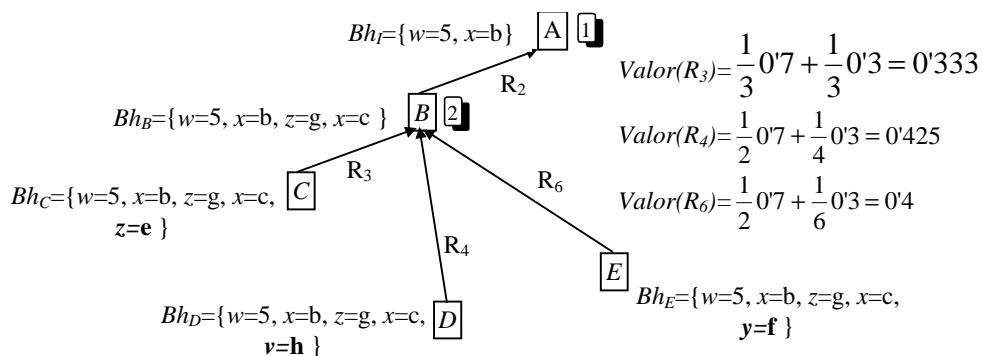 Bh_I={w=5, x=b} A 1
R_2
Valor(R_3)= 1/3 0'7 + 1/3 0'3 = 0'333
Bh_B={w=5, x=b, z=g, x=c } B 2
Valor(R_4)= 1/2 0'7 + 1/4 0'3 = 0'425
R_3
R_6
Valor(R_6)= 1/2 0'7 + 1/6 0'3 = 0'4
Bh_C={w=5, x=b, z=g, x=c, C
z=e }
R_4
E
Bh_E={w=5, x=b, z=g, x=c,
y=f }
Bh_D={w=5, x=b, z=g, x=c, D
v=h }